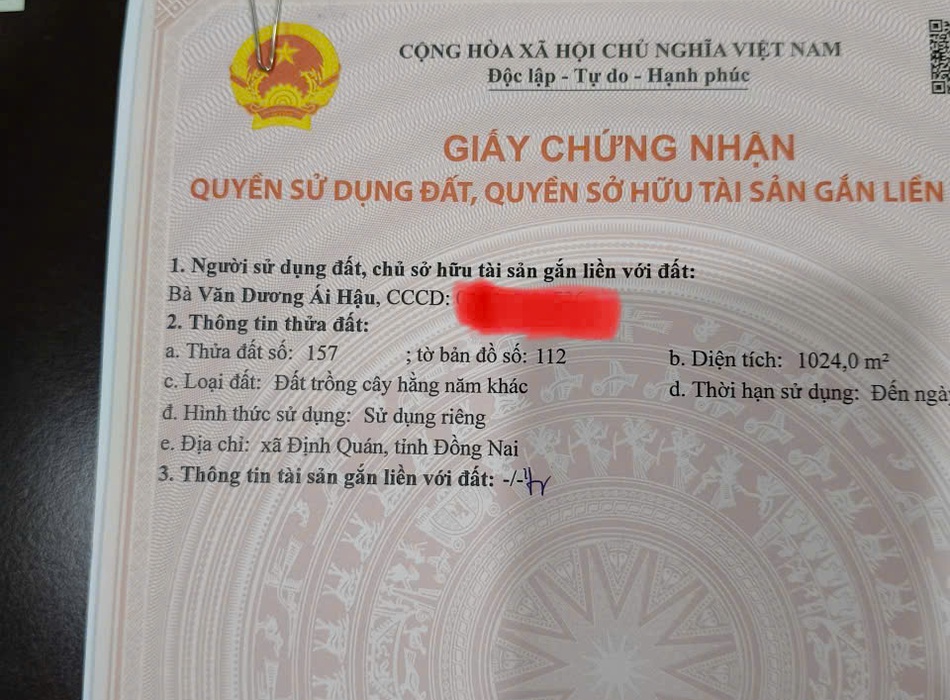 CỘNG HÒA XÃ HỘI CHỦ NGHĨA VIỆT NAM
Độc lập - Tự do - Hạnh phúc
GIẤY CHỨNG NHẬN
QUYỀN SỬ DỤNG ĐẤT, QUYỀN SỞ HỮU TÀI SẢN GẮN LIỀN
1. Người sử dụng đất, chủ sở hữu tài sản gắn liền với đất:
Bà Văn Dương Ái Hậu, CCCD:
2. Thông tin thửa đất:
a. Thửa đất số: 157 ; tờ bản đồ số: 112 b. Diện tích: 1024,0 m²
c. Loại đất: Đất trồng cây hằng năm khác d. Thời hạn sử dụng: Đến
đ. Hình thức sử dụng: Sử dụng riêng
e. Địa chỉ: xã Định Quán, tỉnh Đồng Nai
3. Thông tin tài sản gắn liền với đất: -/-